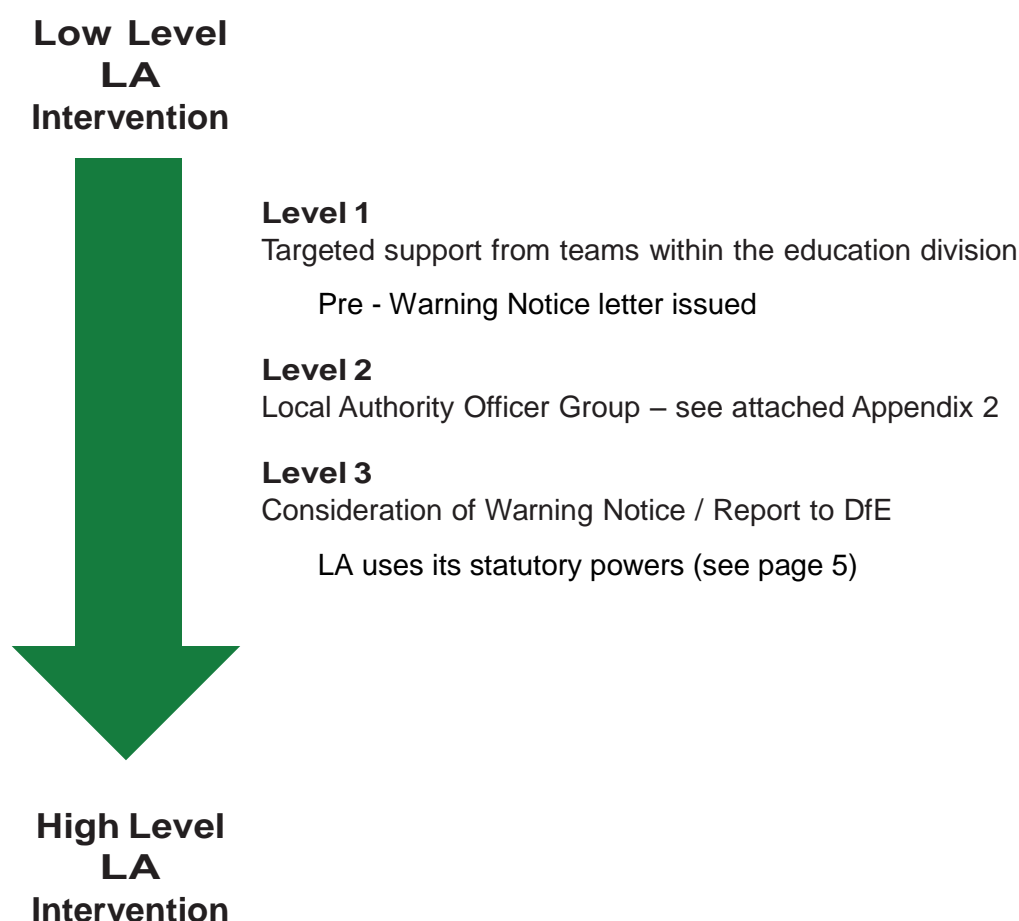 Low Level
LA
Intervention
Level 1
Targeted support from teams within the education division
Pre - Warning Notice letter issued
Level 2
Local Authority Officer Group – see attached Appendix 2
Level 3
Consideration of Warning Notice / Report to DfE
LA uses its statutory powers (see page 5)
High Level
LA
Intervention